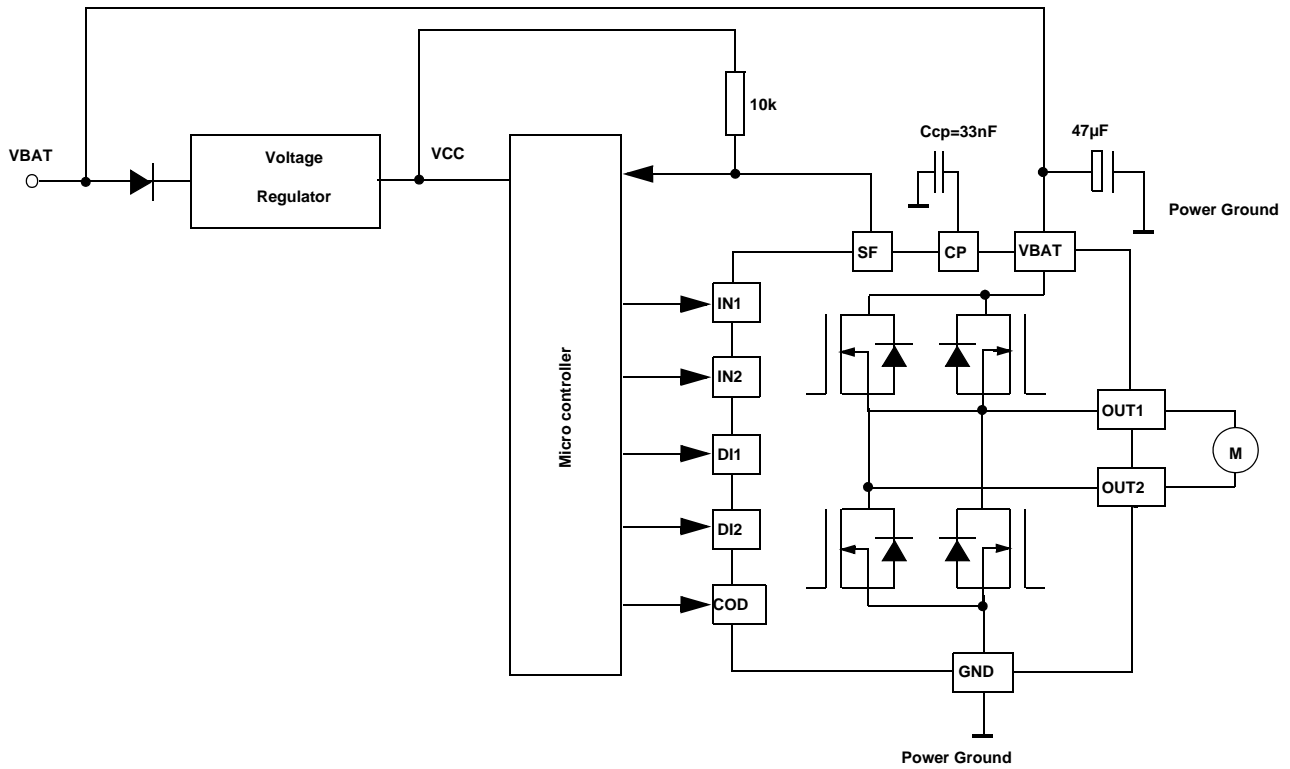 10k
Ccp=33nF
47µF
VBAT
Voltage
Regulator
VCC
Power Ground
SF
CP
VBAT
IN1
IN2
DI1
DI2
COD
Micro controller
OUT1
OUT2
M
GND
Power Ground